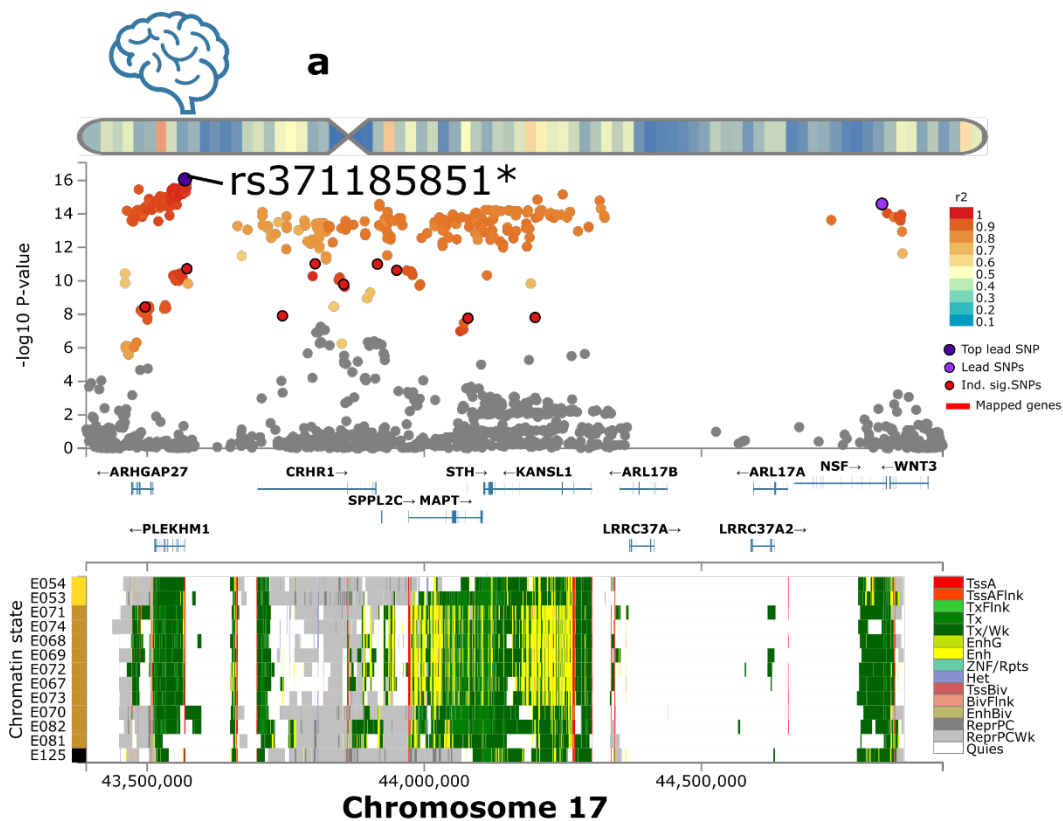 a
rs371185851*
-log10 P-value
16
14
12
10
8
6
4
2
0
r2
1
0.9
0.8
0.7
0.6
0.5
0.4
0.3
0.2
0.1
Top lead SNP
Lead SNPs
Ind. sig.SNPs
Mapped genes
←ARHGAP27 CRHR1→ STH→ ←KANSL1 ←ARL17B ←ARL17A NSF→ ←WNT3
SPPL2C→ MAPT→
←PLEKHM1 LRRC37A→ LRRC37A2→
Chromatin state
E054
E053
E071
E074
E068
E069
E072
E067
E073
E070
E082
E081
E125
TssA
TssAFlnk
TxFlnk
Tx
Tx/Wk
EnhG
Enh
ZNF/Rpts
Het
TssBiv
BivFlnk
EnhBiv
ReprPC
ReprPCWk
Quies
43,500,000 44,000,000 44,500,000
Chromosome 17